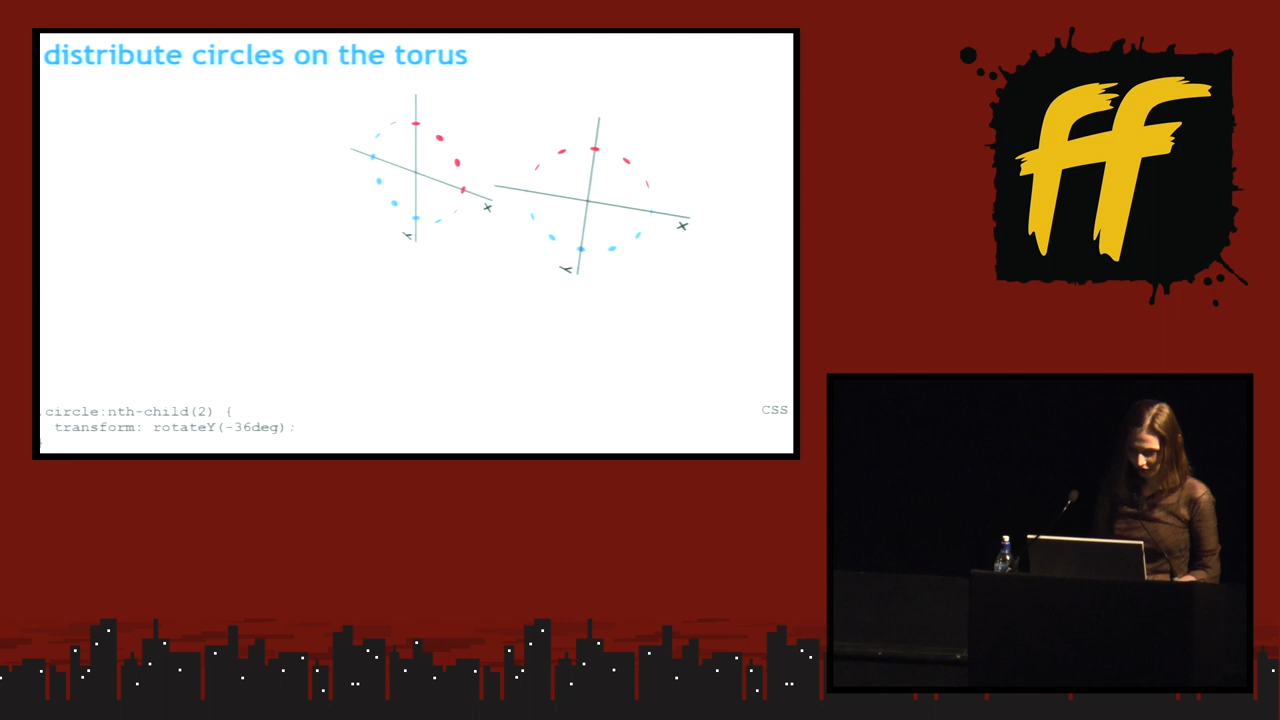 distribute circles on the torus
X
Y
X
Y
.circle:nth-child(2) {
transform: rotateY(-36deg);
}
CSS
ff